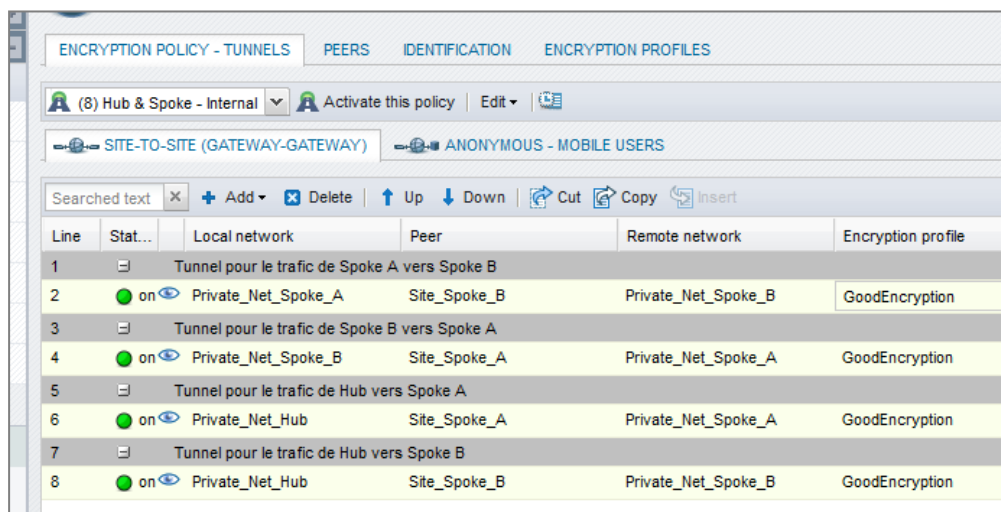 ENCRYPTION POLICY - TUNNELS PEERS IDENTIFICATION ENCRYPTION PROFILES
(8) Hub & Spoke - Internal Activate this policy Edit
SITE-TO-SITE (GATEWAY-GATEWAY) ANONYMOUS - MOBILE USERS
Searched text Add Delete Up Down Cut Copy Insert
Line Stat... Local network Peer Remote network Encryption profile
1 Tunnel pour le trafic de Spoke A vers Spoke B
2 on Private_Net_Spoke_A Site_Spoke_B Private_Net_Spoke_B GoodEncryption
3 Tunnel pour le trafic de Spoke B vers Spoke A
4 on Private_Net_Spoke_B Site_Spoke_A Private_Net_Spoke_A GoodEncryption
5 Tunnel pour le trafic de Hub vers Spoke A
6 on Private_Net_Hub Site_Spoke_A Private_Net_Spoke_A GoodEncryption
7 Tunnel pour le trafic de Hub vers Spoke B
8 on Private_Net_Hub Site_Spoke_B Private_Net_Spoke_B GoodEncryption